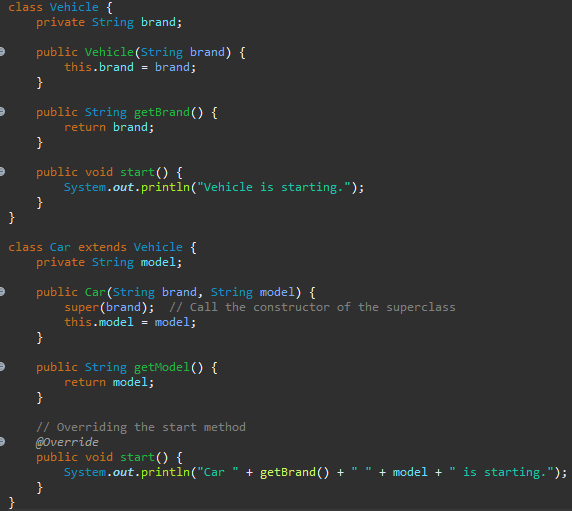 class Vehicle {
    private String brand;

    public Vehicle(String brand) {
        this.brand = brand;
    }

    public String getBrand() {
        return brand;
    }

    public void start() {
        System.out.println("Vehicle is starting.");
    }
}

class Car extends Vehicle {
    private String model;

    public Car(String brand, String model) {
        super(brand);  // Call the constructor of the superclass
        this.model = model;
    }

    public String getModel() {
        return model;
    }

    // Overriding the start method
    @Override
    public void start() {
        System.out.println("Car " + getBrand() + " " + model + " is starting.");
    }
}